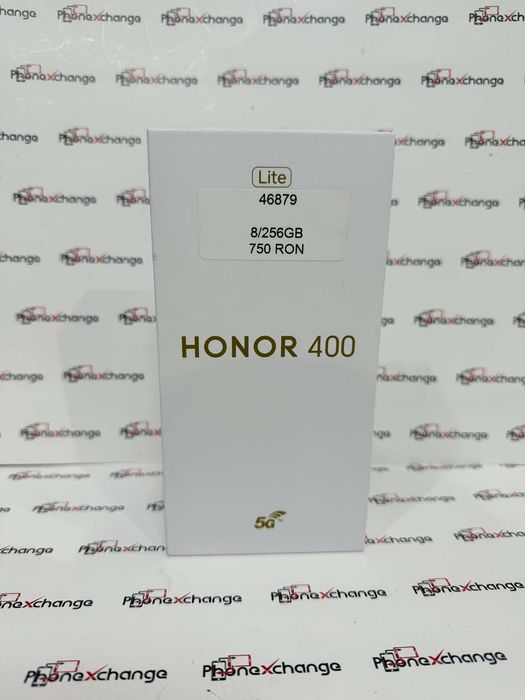 Lite
46879
8/256GB
750 RON
HONOR 400
5G
PhoneXchange